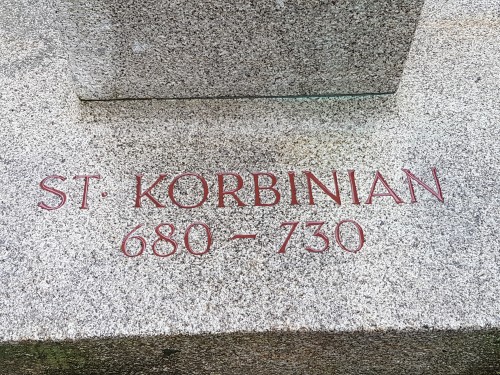 ST· KORBINIAN
680 – 730